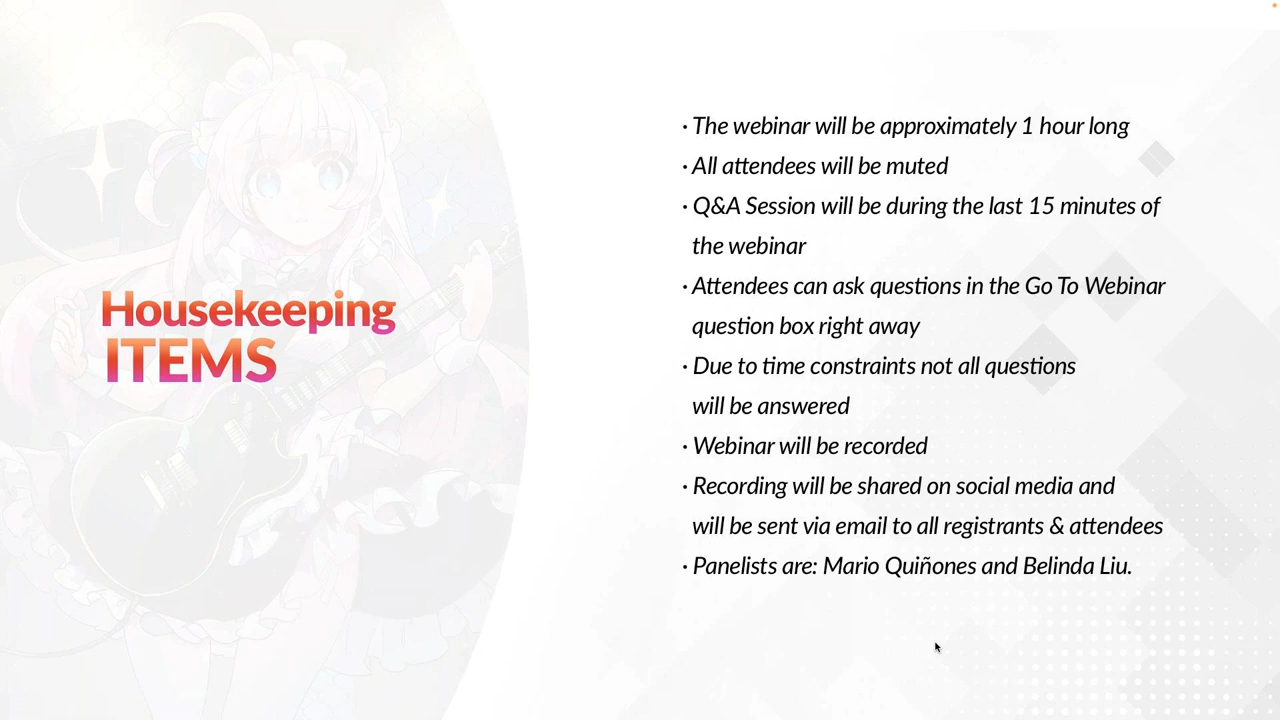 Housekeeping
ITEMS
· The webinar will be approximately 1 hour long
· All attendees will be muted
· Q&A Session will be during the last 15 minutes of
the webinar
· Attendees can ask questions in the Go To Webinar
question box right away
· Due to time constraints not all questions
will be answered
· Webinar will be recorded
· Recording will be shared on social media and
will be sent via email to all registrants & attendees
· Panelists are: Mario Quiñones and Belinda Liu.